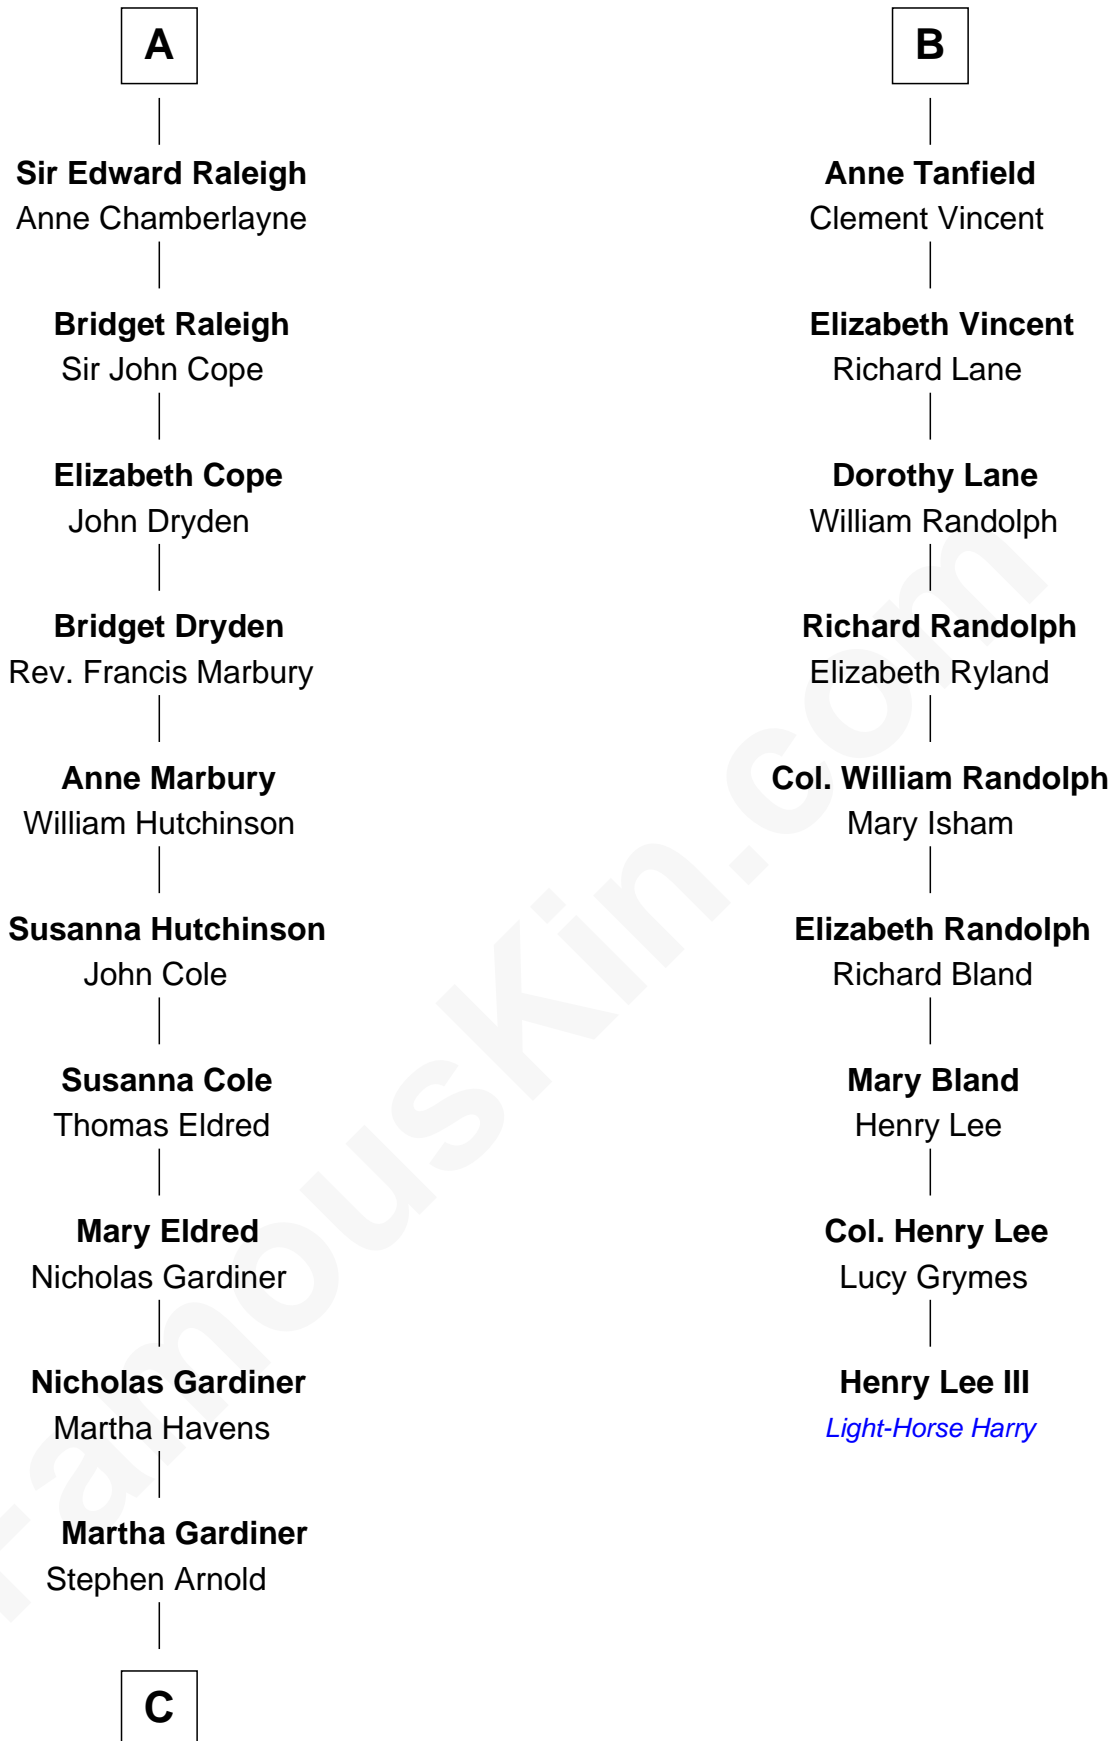 A
Sir Edward Raleigh
Anne Chamberlayne
Bridget Raleigh
Sir John Cope
Elizabeth Cope
John Dryden
Bridget Dryden
Rev. Francis Marbury
Anne Marbury
William Hutchinson
Susanna Hutchinson
John Cole
Susanna Cole
Thomas Eldred
Mary Eldred
Nicholas Gardiner
Nicholas Gardiner
Martha Havens
Martha Gardiner
Stephen Arnold
C
B
Anne Tanfield
Clement Vincent
Elizabeth Vincent
Richard Lane
Dorothy Lane
William Randolph
Richard Randolph
Elizabeth Ryland
Col. William Randolph
Mary Isham
Elizabeth Randolph
Richard Bland
Mary Bland
Henry Lee
Col. Henry Lee
Lucy Grymes
Henry Lee III
Light-Horse Harry
FamousKin.com